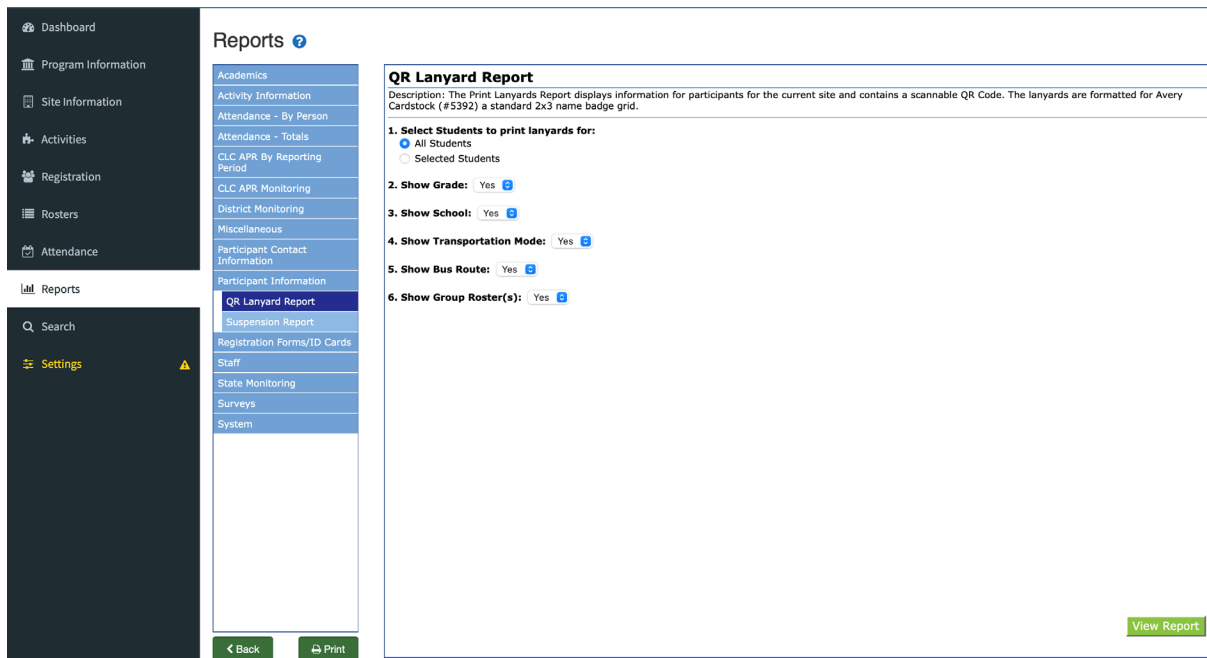 Dashboard
Program Information
Site Information
Activities
Registration
Rosters
Attendance
Reports
Search
Settings
Reports ?
Academics
Activity Information
Attendance - By Person
Attendance - Totals
CLC APR By Reporting
Period
CLC APR Monitoring
District Monitoring
Miscellaneous
Participant Contact
Information
Participant Information
QR Lanyard Report
Suspension Report
Registration Forms/ID Cards
Staff
State Monitoring
Surveys
System
Back
Print
QR Lanyard Report
Description: The Print Lanyards Report displays information for participants for the current site and contains a scannable QR Code. The lanyards are formatted for Avery
Cardstock (#5392) a standard 2x3 name badge grid.
1. Select Students to print lanyards for:
All Students
Selected Students
2. Show Grade: Yes
3. Show School: Yes
4. Show Transportation Mode: Yes
5. Show Bus Route: Yes
6. Show Group Roster(s): Yes
View Report